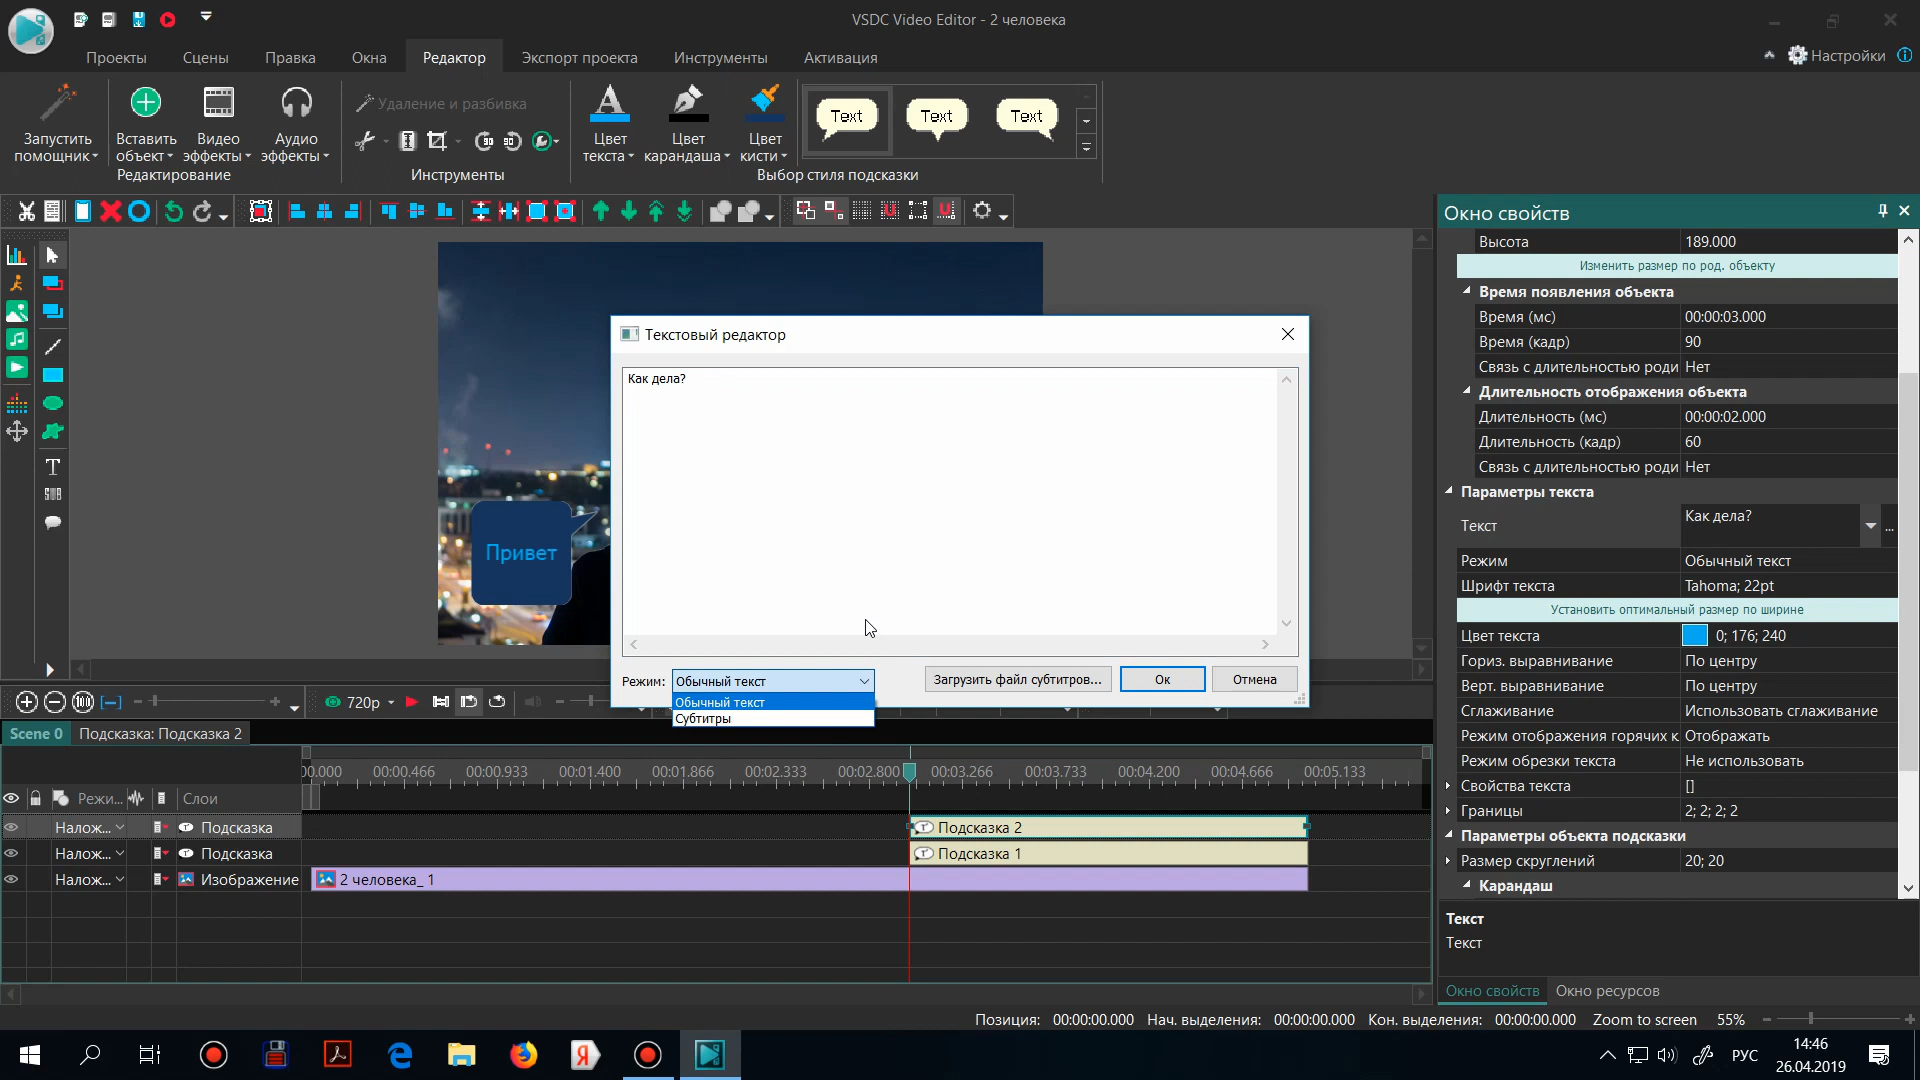 VSDC Video Editor - 2 человека
Проекты Сцены Правка Окна Редактор Экспорт проекта Инструменты Активация Настройки
Запустить помощник
Вставить объект
Видео эффекты
Аудио эффекты
Редактирование
Удаление и разбивка
Инструменты
Цвет текста
Цвет карандаша
Цвет кисти
Text Text Text
Выбор стиля подсказки
Окно свойств
Высота 189.000
Изменить размер по род. объекту
Время появления объекта
Время (мс) 00:00:03.000
Время (кадр) 90
Связь с длительностью роди Нет
Длительность отображения объекта
Длительность (мс) 00:00:02.000
Длительность (кадр) 60
Связь с длительностью роди Нет
Параметры текста
Текст Как дела? ...
Режим Обычный текст
Шрифт текста Tahoma; 22pt
Установить оптимальный размер по ширине
Цвет текста 0; 176; 240
Гориз. выравнивание По центру
Верт. выравнивание По центру
Сглаживание Использовать сглаживание
Режим отображения горячих к Отображать
Режим обрезки текста Не использовать
Свойства текста []
Границы 2; 2; 2; 2
Параметры объекта подсказки
Размер скруглений 20; 20
Карандаш
Текст
Текст
Окно свойств Окно ресурсов
T
SUB
Привет
Текстовый редактор
Как дела?
Режим: Обычный текст
Обычный текст
Субтитры
Загрузить файл субтитров... Ок Отмена
100 720p
Scene 0 Подсказка: Подсказка 2
00.000 00:00.466 00:00.933 00:01.400 00:01.866 00:02.333 00:02.800 00:03.266 00:03.733 00:04.200 00:04.666 00:05.133
Режи... Слои
Налож... Подсказка Подсказка 2
Налож... Подсказка Подсказка 1
Налож... Изображение 2 человека_ 1
Позиция: 00:00:00.000 Нач. выделения: 00:00:00.000 Кон. выделения: 00:00:00.000 Zoom to screen 55%
РУС
14:46
26.04.2019